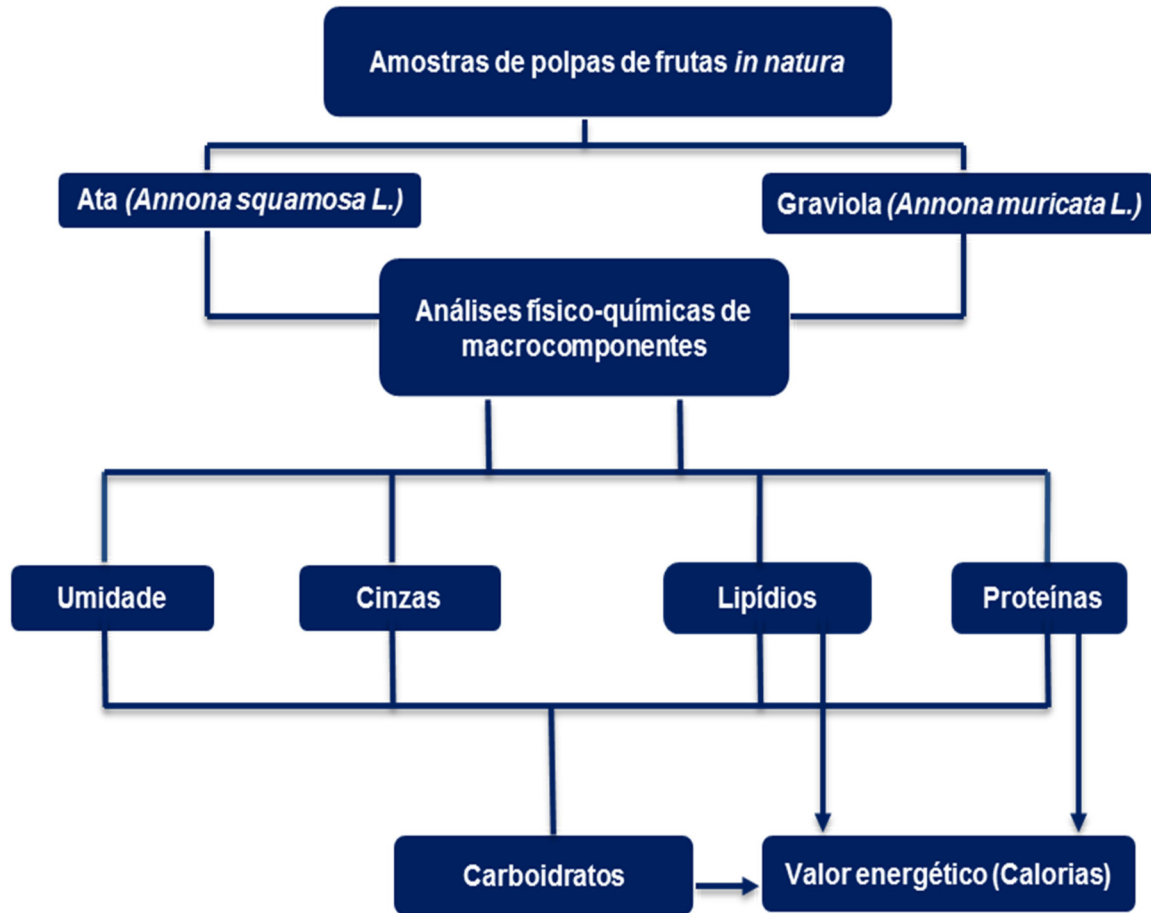 Amostras de polpas de frutas in natura
Ata (Annona squamosa L.)
Graviola (Annona muricata L.)
Análises físico-químicas de
macrocomponentes
Umidade
Cinzas
Lipídios
Proteínas
Carboidratos
Valor energético (Calorias)